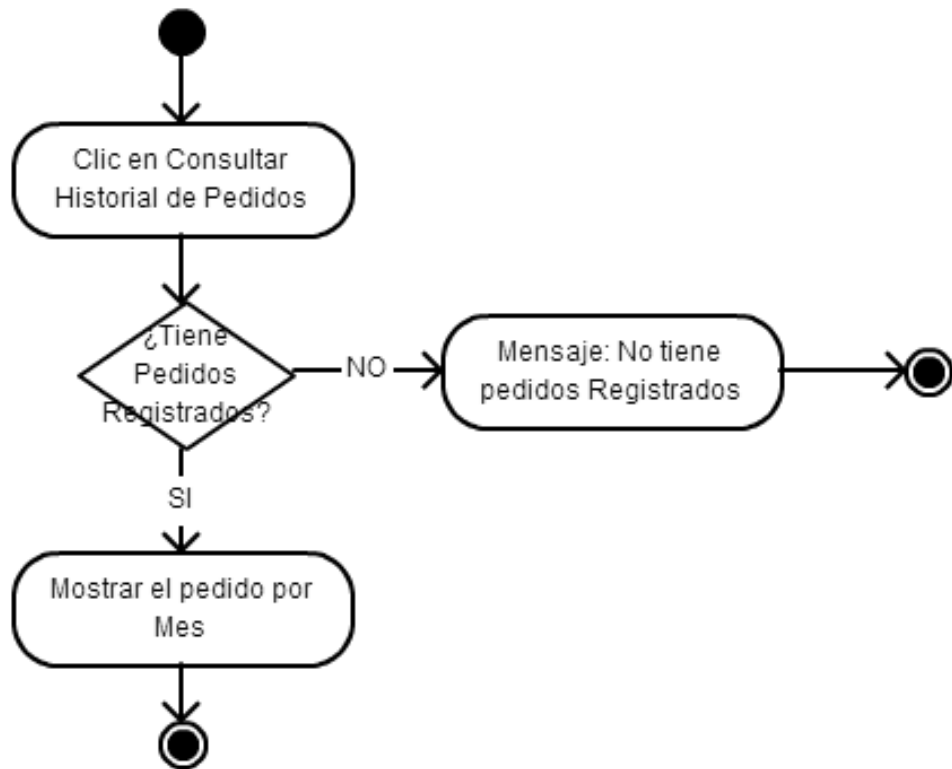 Clic en Consultar
Historial de Pedidos
¿Tiene
Pedidos
Registrados?
NO
Mensaje: No tiene
pedidos Registrados
SI
Mostrar el pedido por
Mes